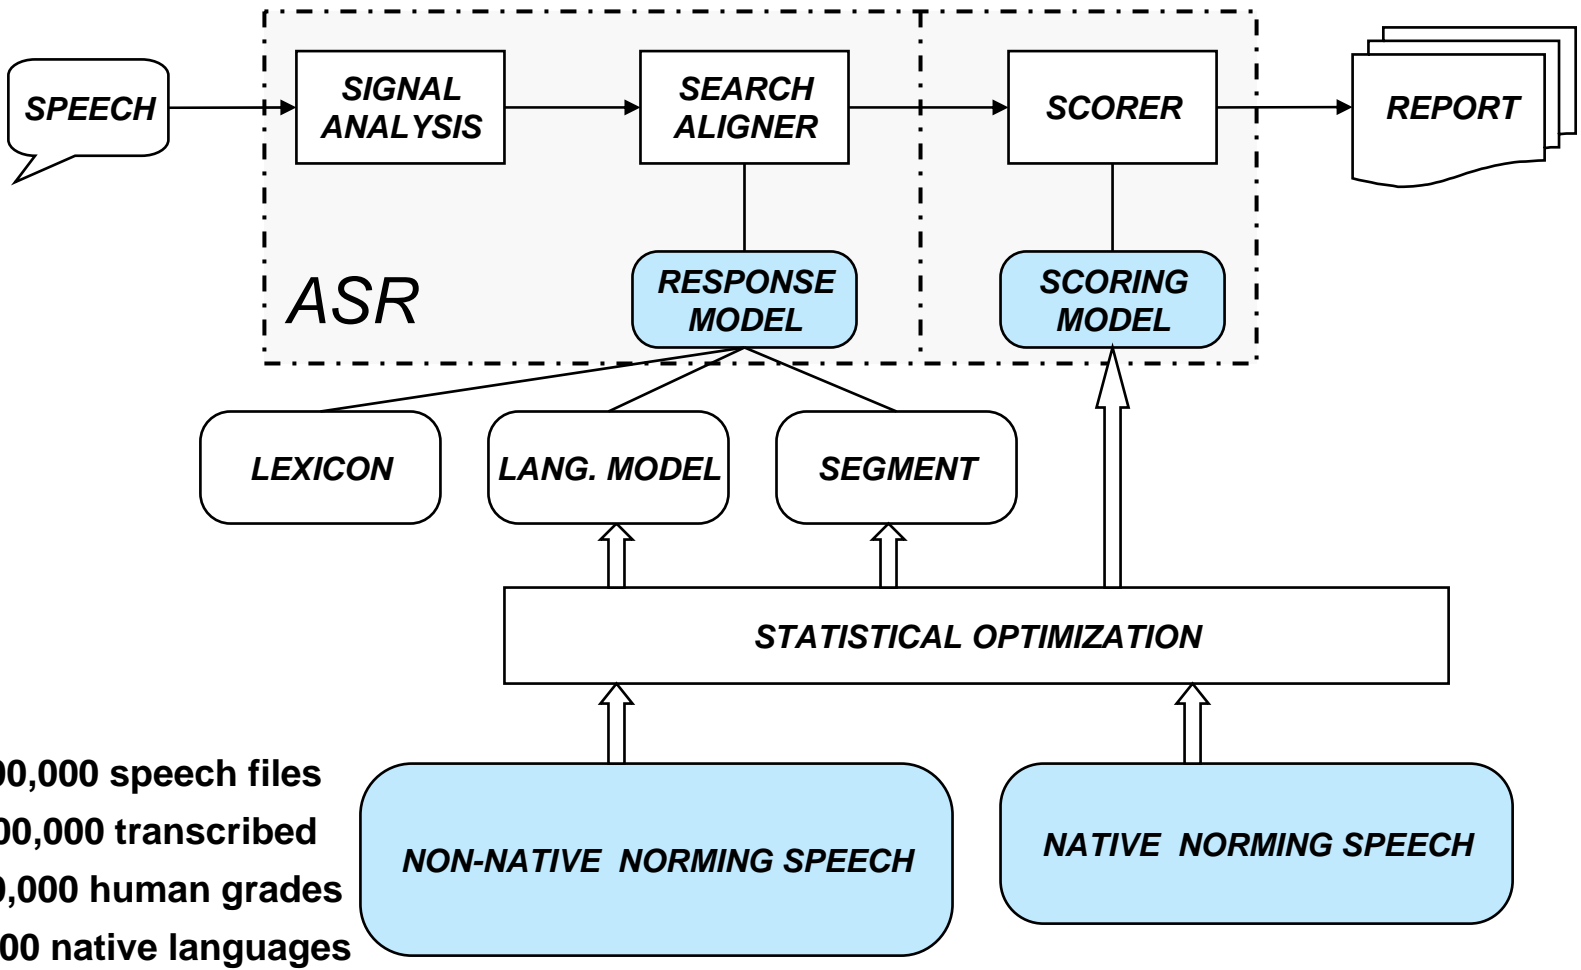 SPEECH
SIGNAL
ANALYSIS
SEARCH
ALIGNER
SCORER
REPORT
ASR
RESPONSE
MODEL
SCORING
MODEL
LEXICON
LANG. MODEL
SEGMENT
STATISTICAL OPTIMIZATION
NON-NATIVE NORMING SPEECH
NATIVE NORMING SPEECH
speech files
transcribed
human grades
native languages